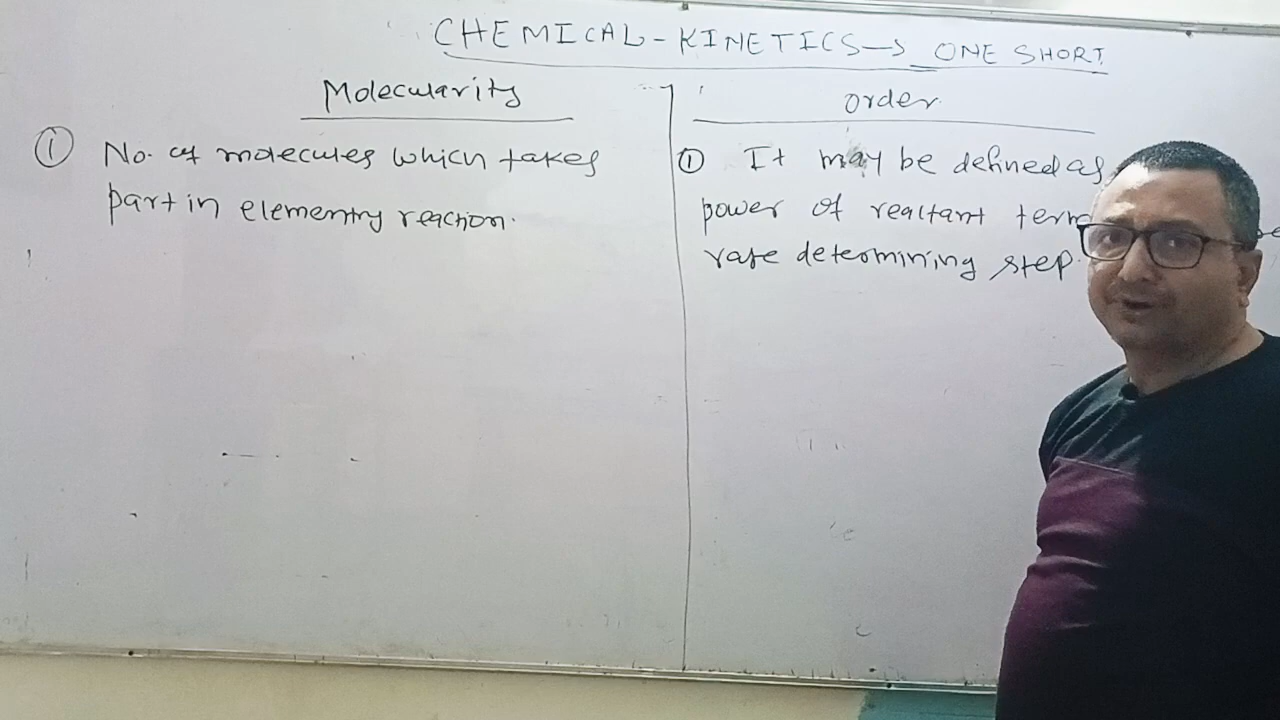 CHEMICAL-KINETICS→ ONE SHORT
Molecularity
① No. of molecules which takes
part in elementry reaction.
order
① It may be defined as
power of reactant term
rate determining step.